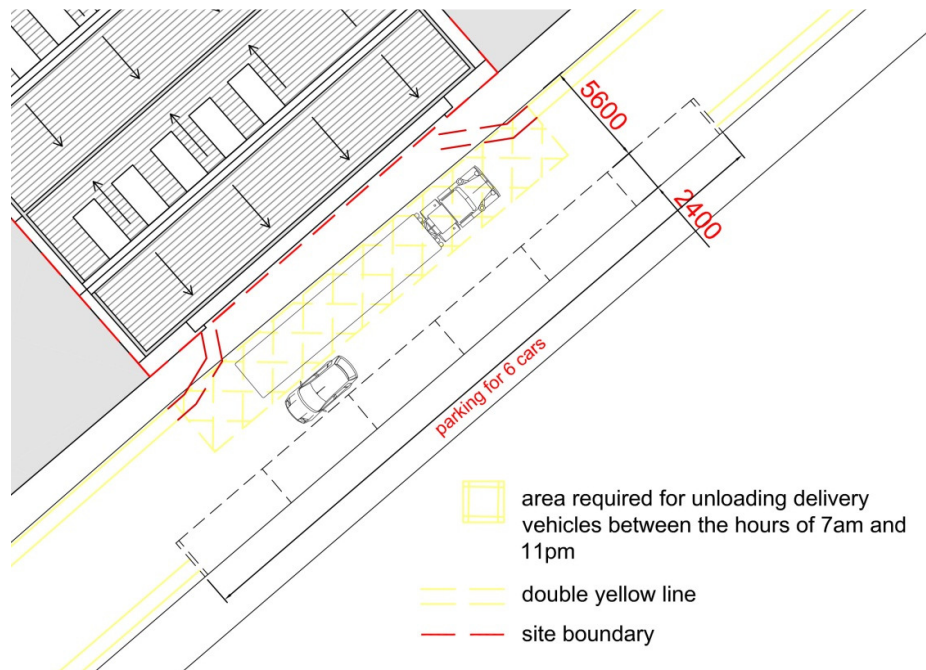 5600
2400
parking for 6 cars
area required for unloading delivery
vehicles between the hours of 7am and
11pm
double yellow line
site boundary